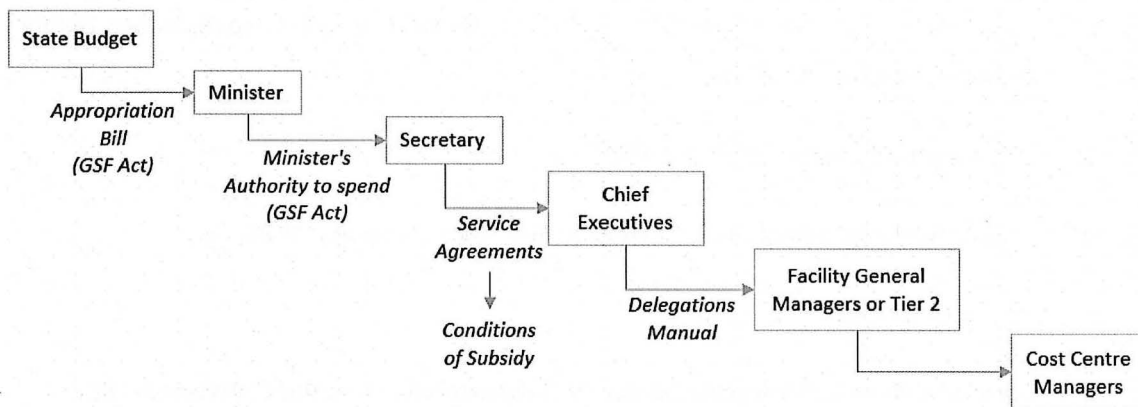 State Budget
Appropriation
Bill
(GSF Act)
Minister
Minister's
Authority to spend
(GSF Act)
Secretary
Service
Agreements
Conditions
of Subsidy
Chief
Executives
Delegations
Manual
Facility General
Managers or Tier 2
Cost Centre
Managers